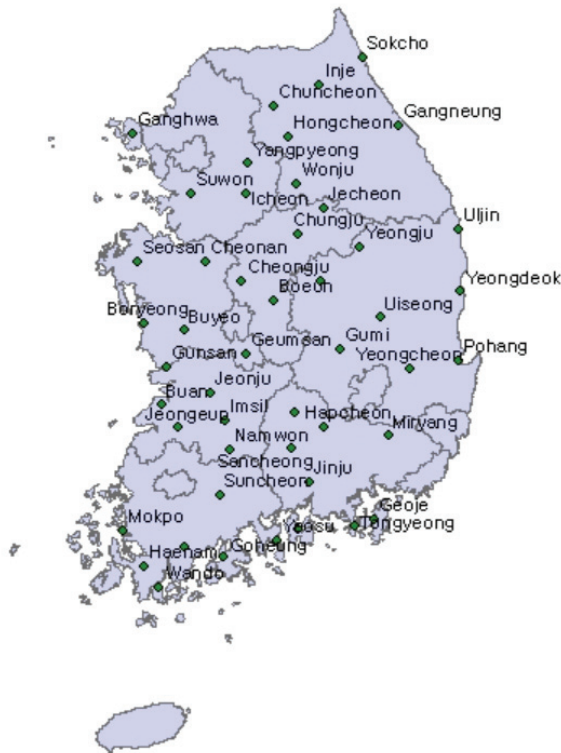 Sokcho
Inje
Chuncheon
Gangneung
Ganghwa
Hongcheon
Yangpyeong
Wonju
Suwon
Icheon
Jecheon
Chungju
Uljin
Yeongju
Seosan
Cheonan
Cheongju
Yeongdeok
Boeun
Boryeong
Uiseong
Buyeo
Geumsan
Gumi
Gunsan
Yeongcheon
Pohang
Jeonju
Buan
Imsil
Jeongeup
Hapcheon
Miryang
Namwon
Sancheong
Suncheon
Jinju
Mokpo
Geoje
Yeosu
Tongyeong
Haenam
Goheung
Wando